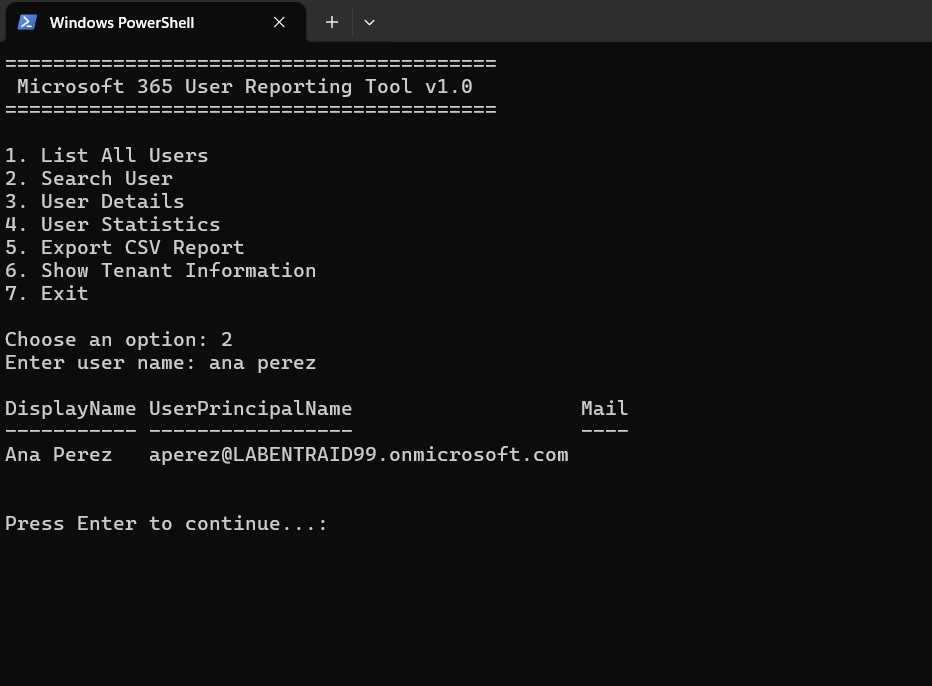 Windows PowerShell
=========================================
 Microsoft 365 User Reporting Tool v1.0
=========================================
1. List All Users
2. Search User
3. User Details
4. User Statistics
5. Export CSV Report
6. Show Tenant Information
7. Exit
Choose an option: 2
Enter user name: ana perez
DisplayName UserPrincipalName                   Mail
----------- -----------------                   ----
Ana Perez   aperez@LABENTRAID99.onmicrosoft.com
Press Enter to continue...: